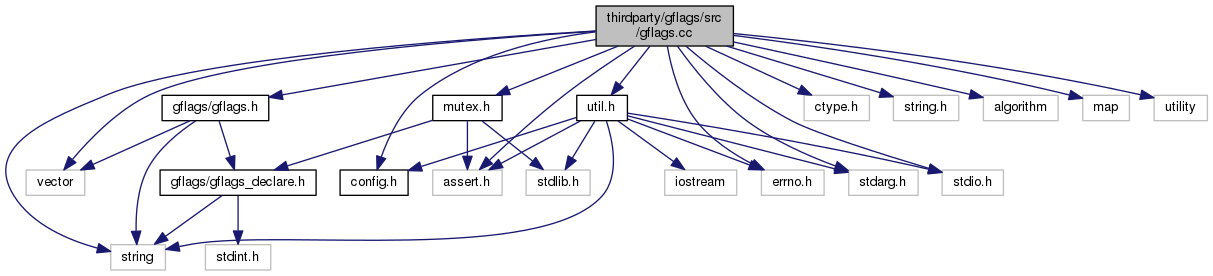 thirdparty/gflags/src
/gflags.cc
gflags/gflags.h
mutex.h
util.h
ctype.h
string.h
algorithm
map
utility
vector
gflags/gflags_declare.h
config.h
assert.h
stdlib.h
iostream
errno.h
stdarg.h
stdio.h
string
stdint.h